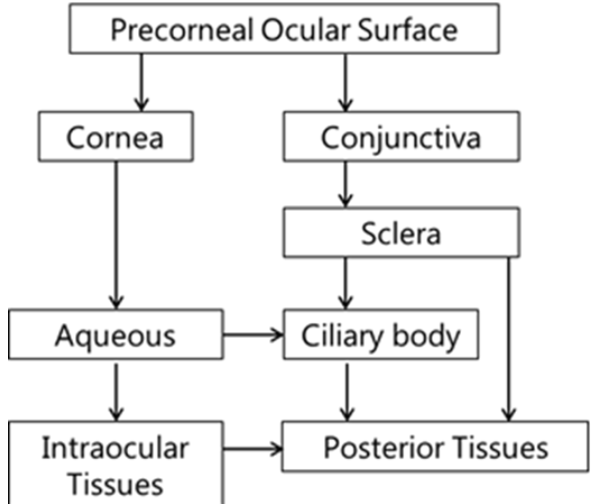 Precorneal Ocular Surface
Cornea
Conjunctiva
Sclera
Aqueous
Ciliary body
Intraocular
Tissues
Posterior Tissues